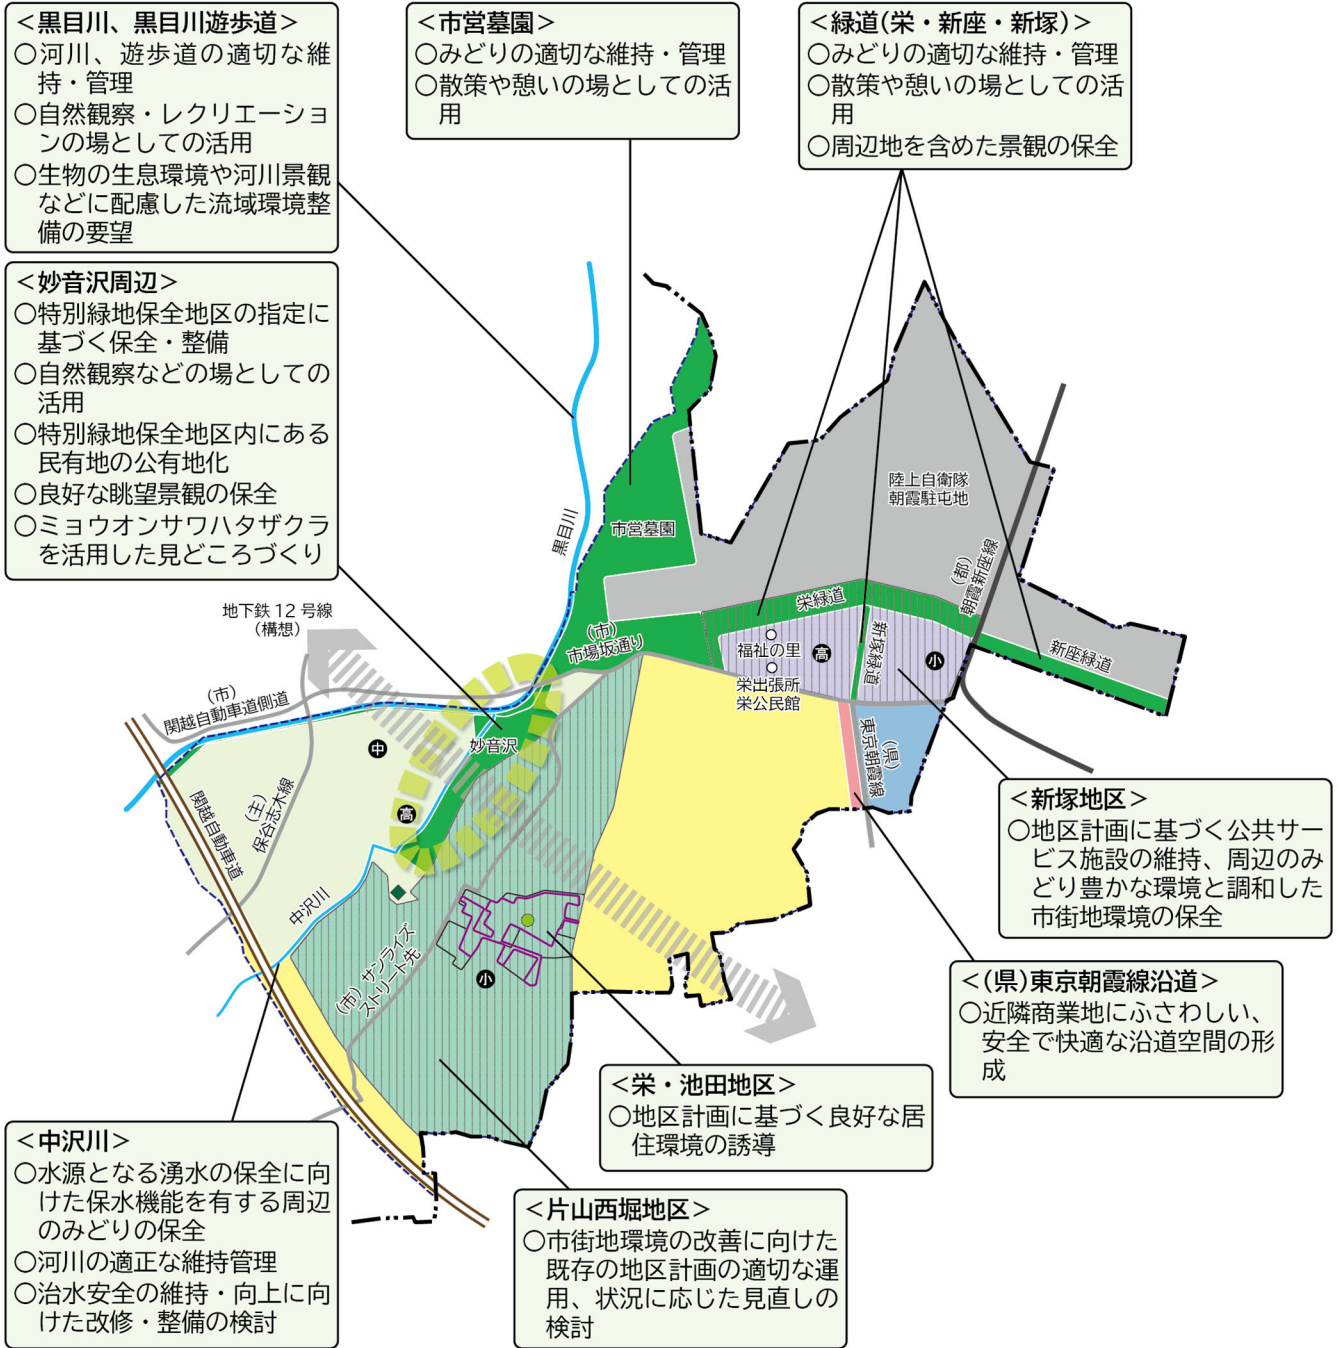 ＜黒目川、黒目川遊歩道＞
○河川、遊歩道の適切な維
持・管理
○自然観察・レクリエーショ
ンの場としての活用
○生物の生息環境や河川景観
などに配慮した流域環境整
備の要望
＜市営墓園＞
○みどりの適切な維持・管理
○散策や憩いの場としての活
用
＜緑道(栄・新座・新塚)＞
○みどりの適切な維持・管理
○散策や憩いの場としての活
用
○周辺地を含めた景観の保全
＜妙音沢周辺＞
○特別緑地保全地区の指定に
基づく保全・整備
○自然観察などの場としての
活用
○特別緑地保全地区内にある
民有地の公有地化
○良好な眺望景観の保全
○ミョウオンサワハタザクラ
を活用した見どころづくり
陸上自衛隊
朝霞駐屯地
市営墓園
黒目川
（都）
朝霞新座線
地下鉄 12 号線
（構想）
栄緑道
（市）
市場坂通り
福祉の里
高
新塚緑道
小
新座緑道
栄出張所
栄公民館
（市）
関越自動車道側道
中
妙音沢
（県）
東京朝霞線
関越自動車道
（主）
保谷志木線
高
中沢川
（市）サンライズ
ストリート先
小
＜新塚地区＞
○地区計画に基づく公共サー
ビス施設の維持、周辺のみ
どり豊かな環境と調和した
市街地環境の保全
＜(県)東京朝霞線沿道＞
○近隣商業地にふさわしい、
安全で快適な沿道空間の形
成
＜栄・池田地区＞
○地区計画に基づく良好な居
住環境の誘導
＜中沢川＞
○水源となる湧水の保全に向
けた保水機能を有する周辺
のみどりの保全
○河川の適正な維持管理
○治水安全の維持・向上に向
けた改修・整備の検討
＜片山西堀地区＞
○市街地環境の改善に向けた
既存の地区計画の適切な運
用、状況に応じた見直しの
検討